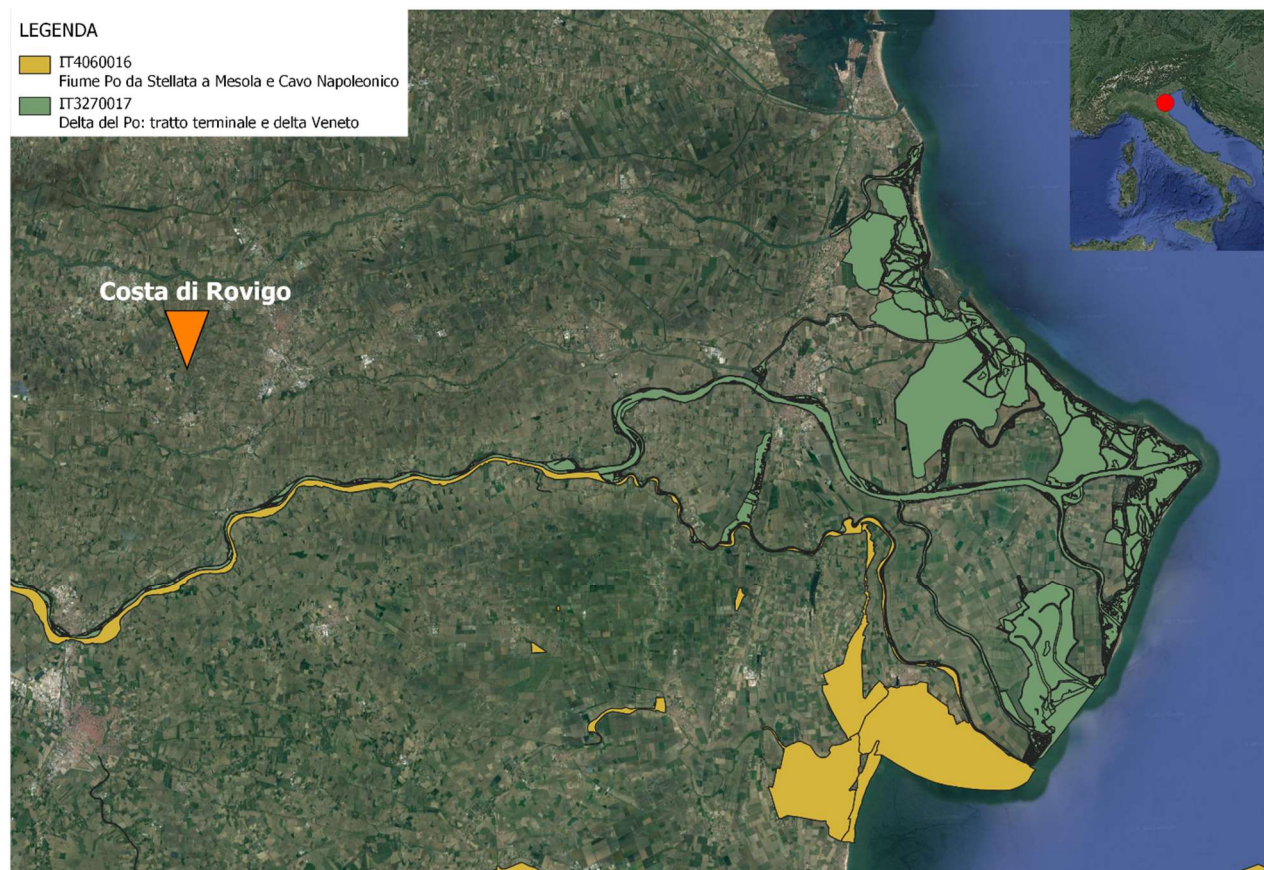 LEGENDA
IT4060016
Fiume Po da Stellata a Mesola e Cavo Napoleonico
IT3270017
Delta del Po: tratto terminale e delta Veneto
Costa di Rovigo